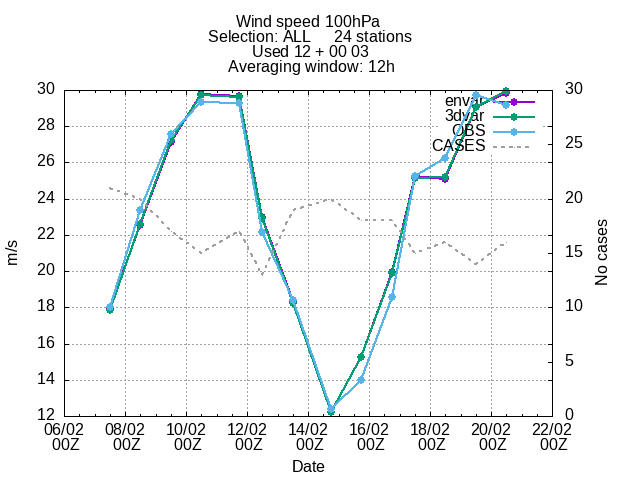 Wind speed 100hPa
Selection: ALL 24 stations
Used 12 + 00 03
Averaging window: 12h
30
28
26
24
22
20
18
16
14
12
m/s
30
25
20
15
10
5
0
No cases
envar
3dvar
OBS
CASES
06/02 08/02 10/02 12/02 14/02 16/02 18/02 20/02 22/02
00Z 00Z 00Z 00Z 00Z 00Z 00Z 00Z 00Z
Date